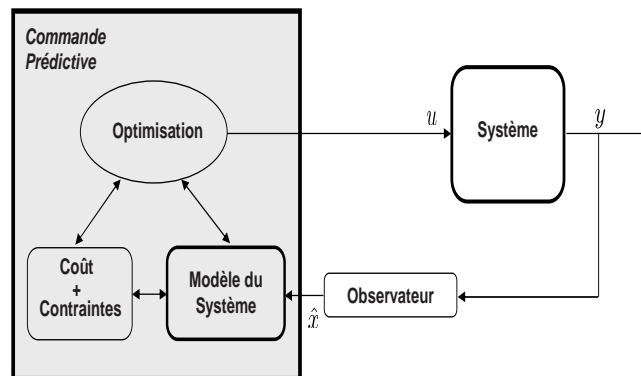 Commande
Prédictive
Optimisation
u
Système
y
Coût
+
Contraintes
Modèle du
Système
x̂
Observateur